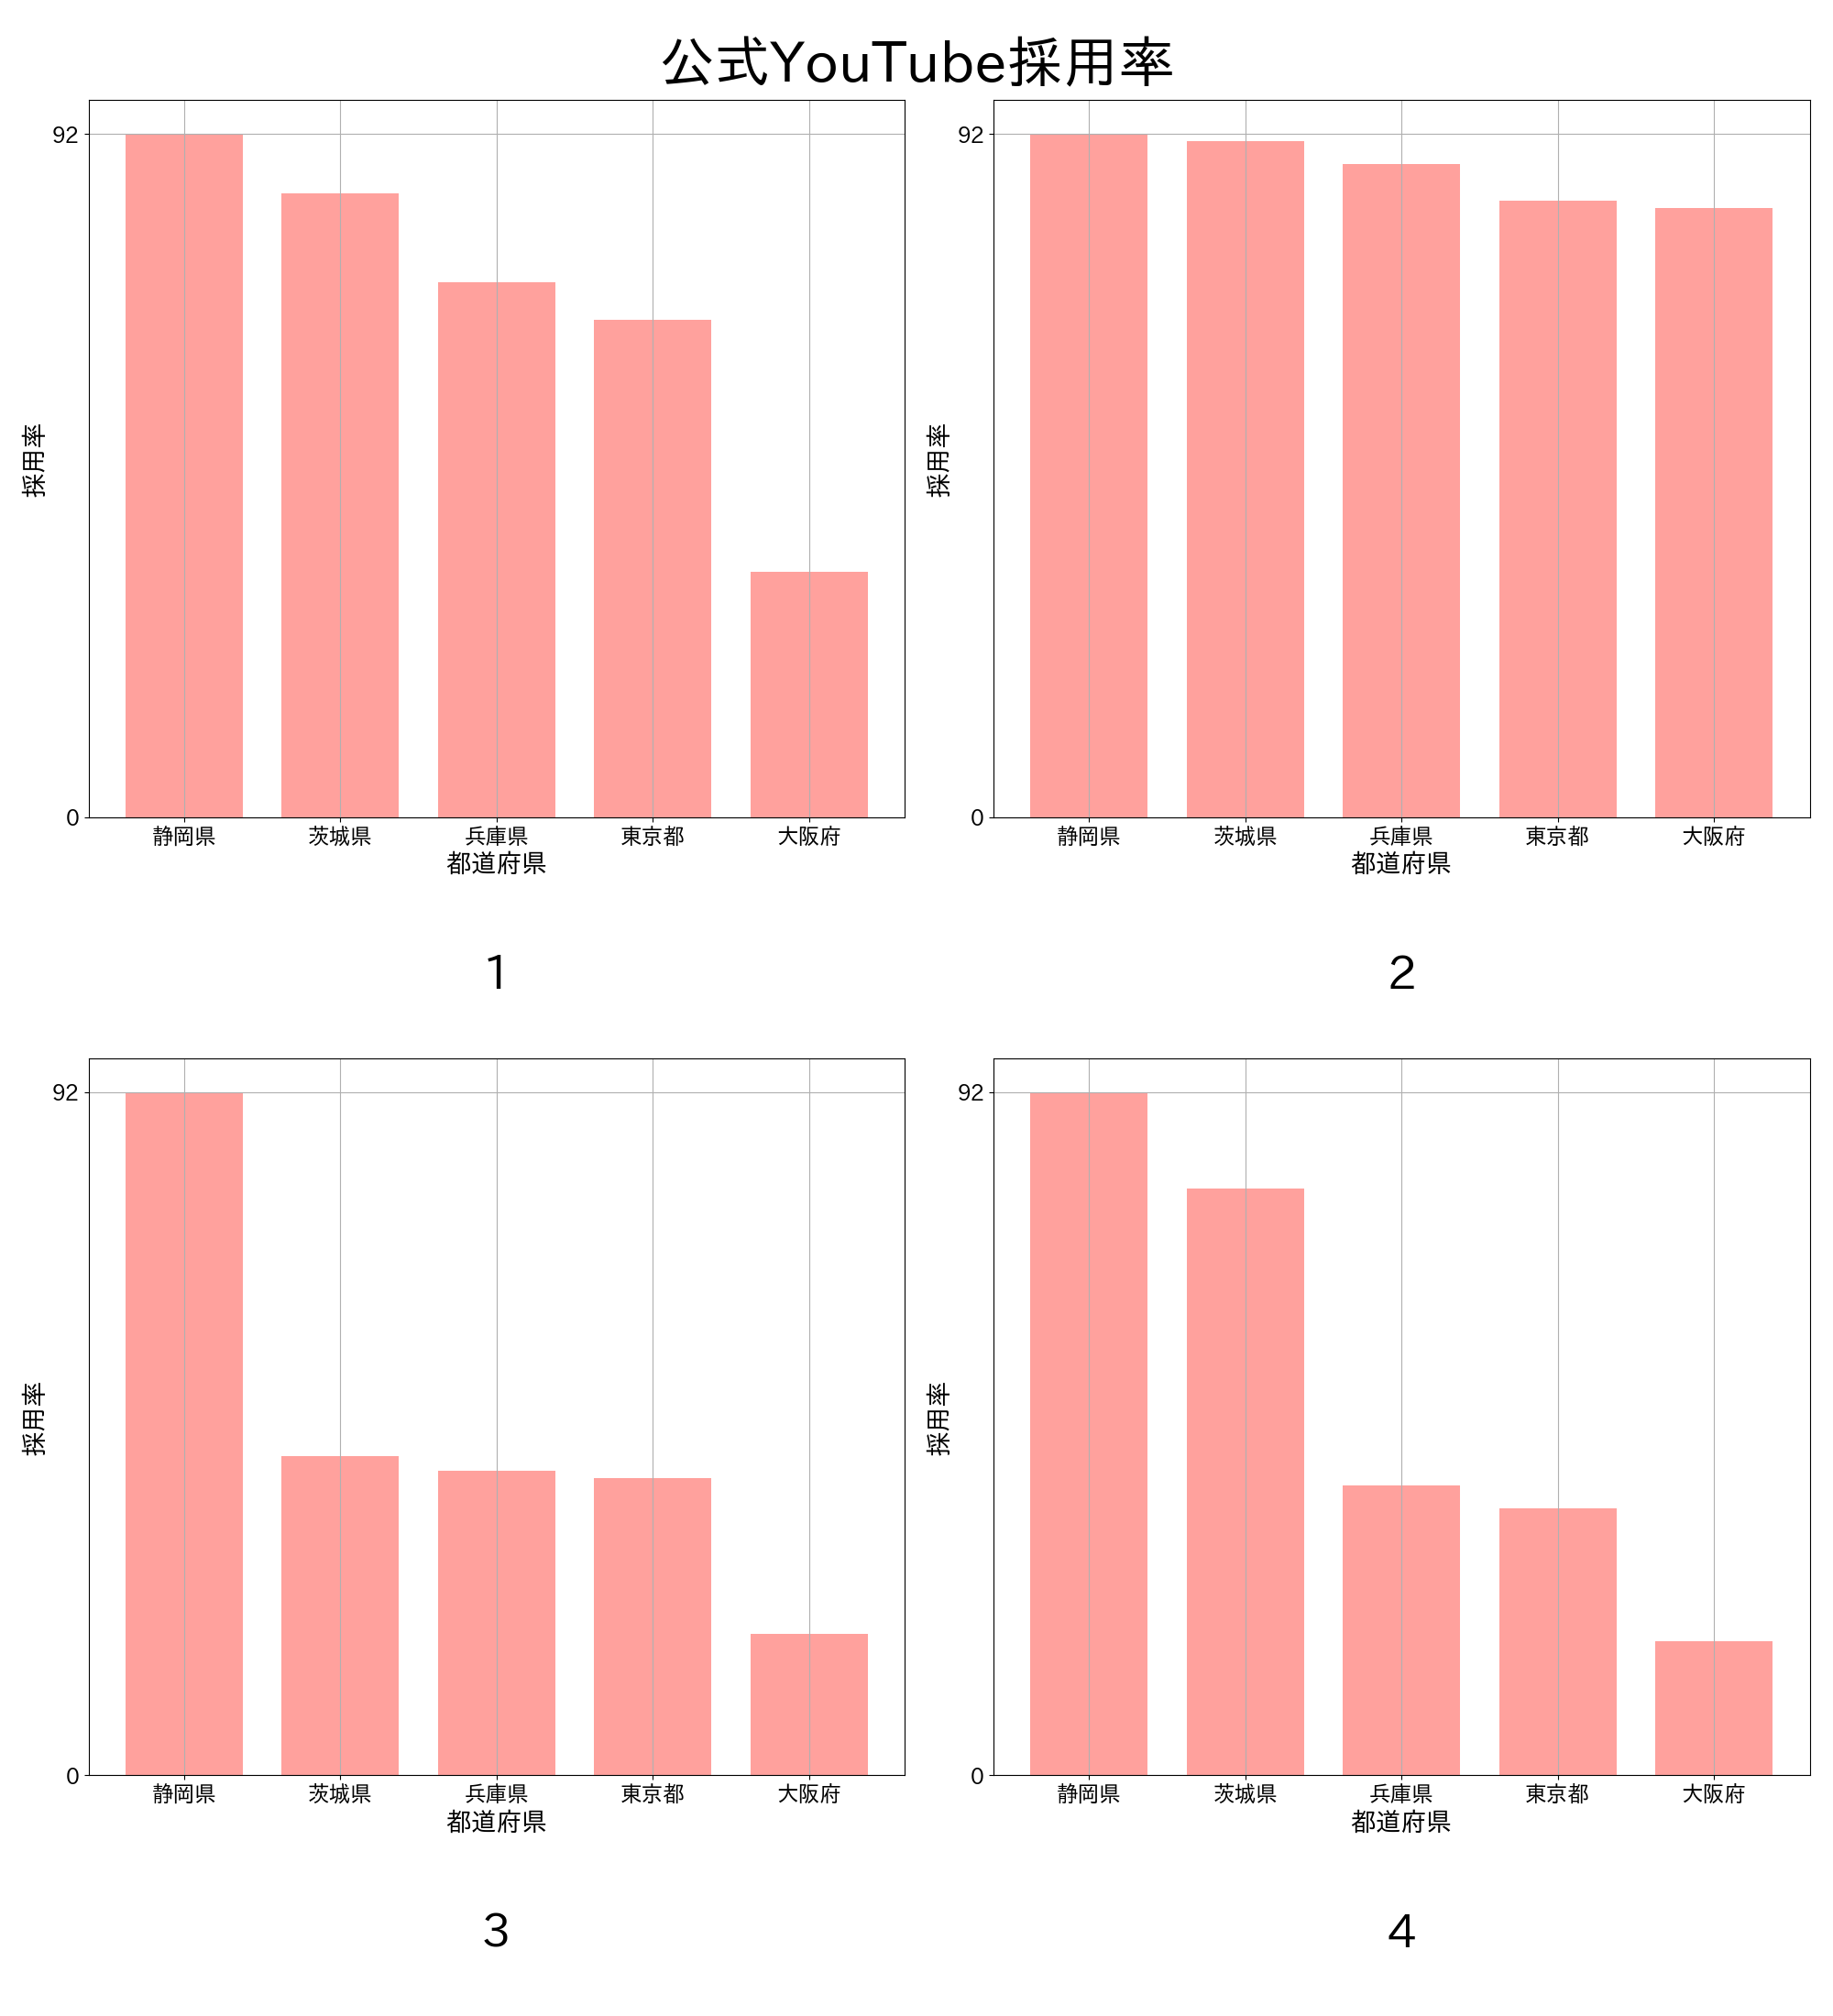 公式YouTube採用率
92
0
採用率
静岡県 茨城県 兵庫県 東京都 大阪府
都道府県
1
92
0
採用率
静岡県 茨城県 兵庫県 東京都 大阪府
都道府県
2
92
0
採用率
静岡県 茨城県 兵庫県 東京都 大阪府
都道府県
3
92
0
採用率
静岡県 茨城県 兵庫県 東京都 大阪府
都道府県
4